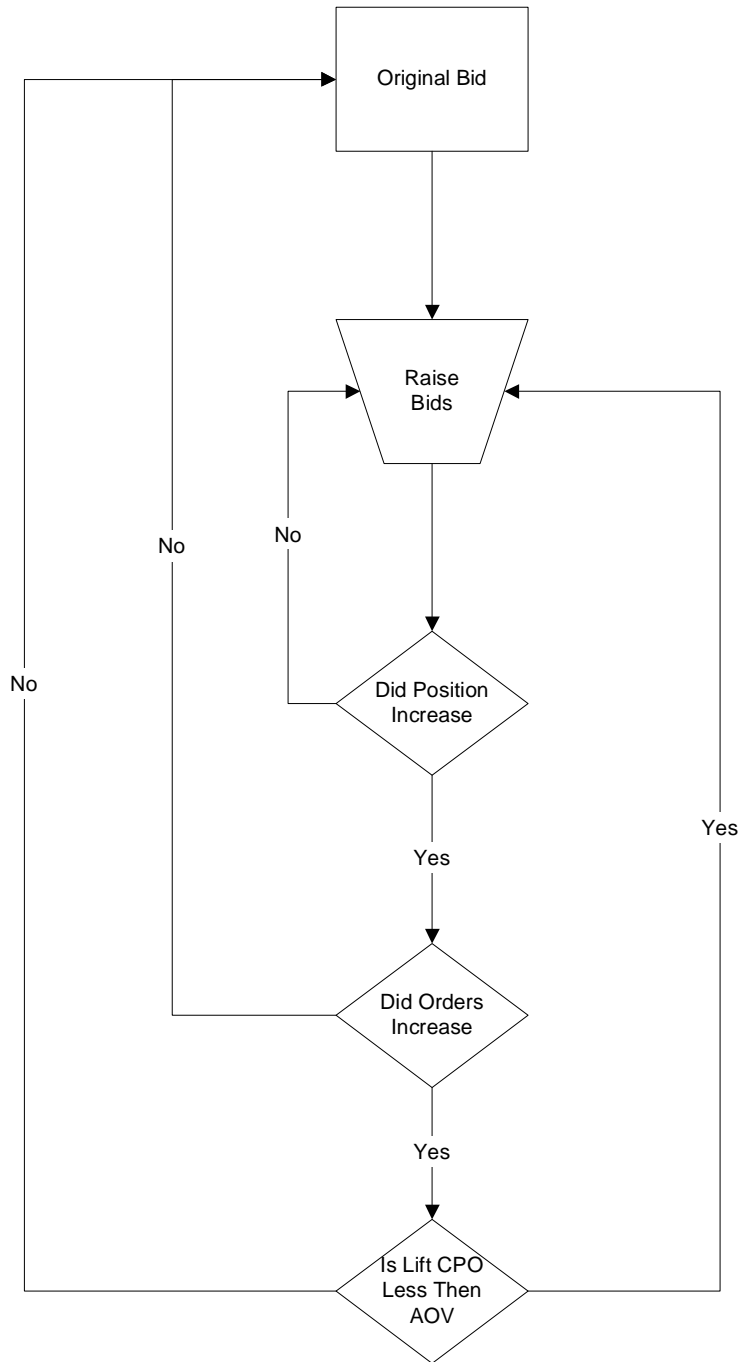 Original Bid
Raise
Bids
No
No
No
Did Position
Increase
Yes
Yes
Did Orders
Increase
Yes
Is Lift CPO
Less Then
AOV